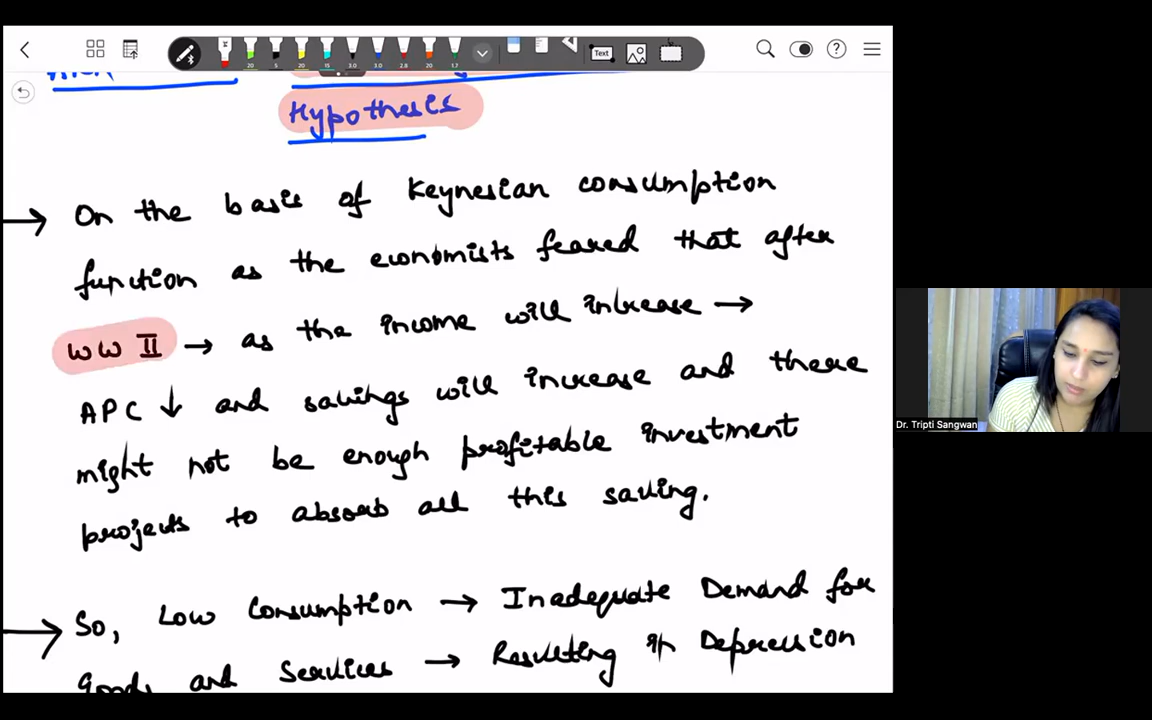 Text
Hypothesis
→ On the basis of Keynesian consumption
function as the economists feared that after
WW II → as the income will increase →
APC ↓ and savings will increase and there
might not be enough profitable investment
projects to absorb all this saving.
→ So, Low Consumption → Inadequate Demand for
Goods and Services → Resulting in Depression
Dr. Tripti Sangwan